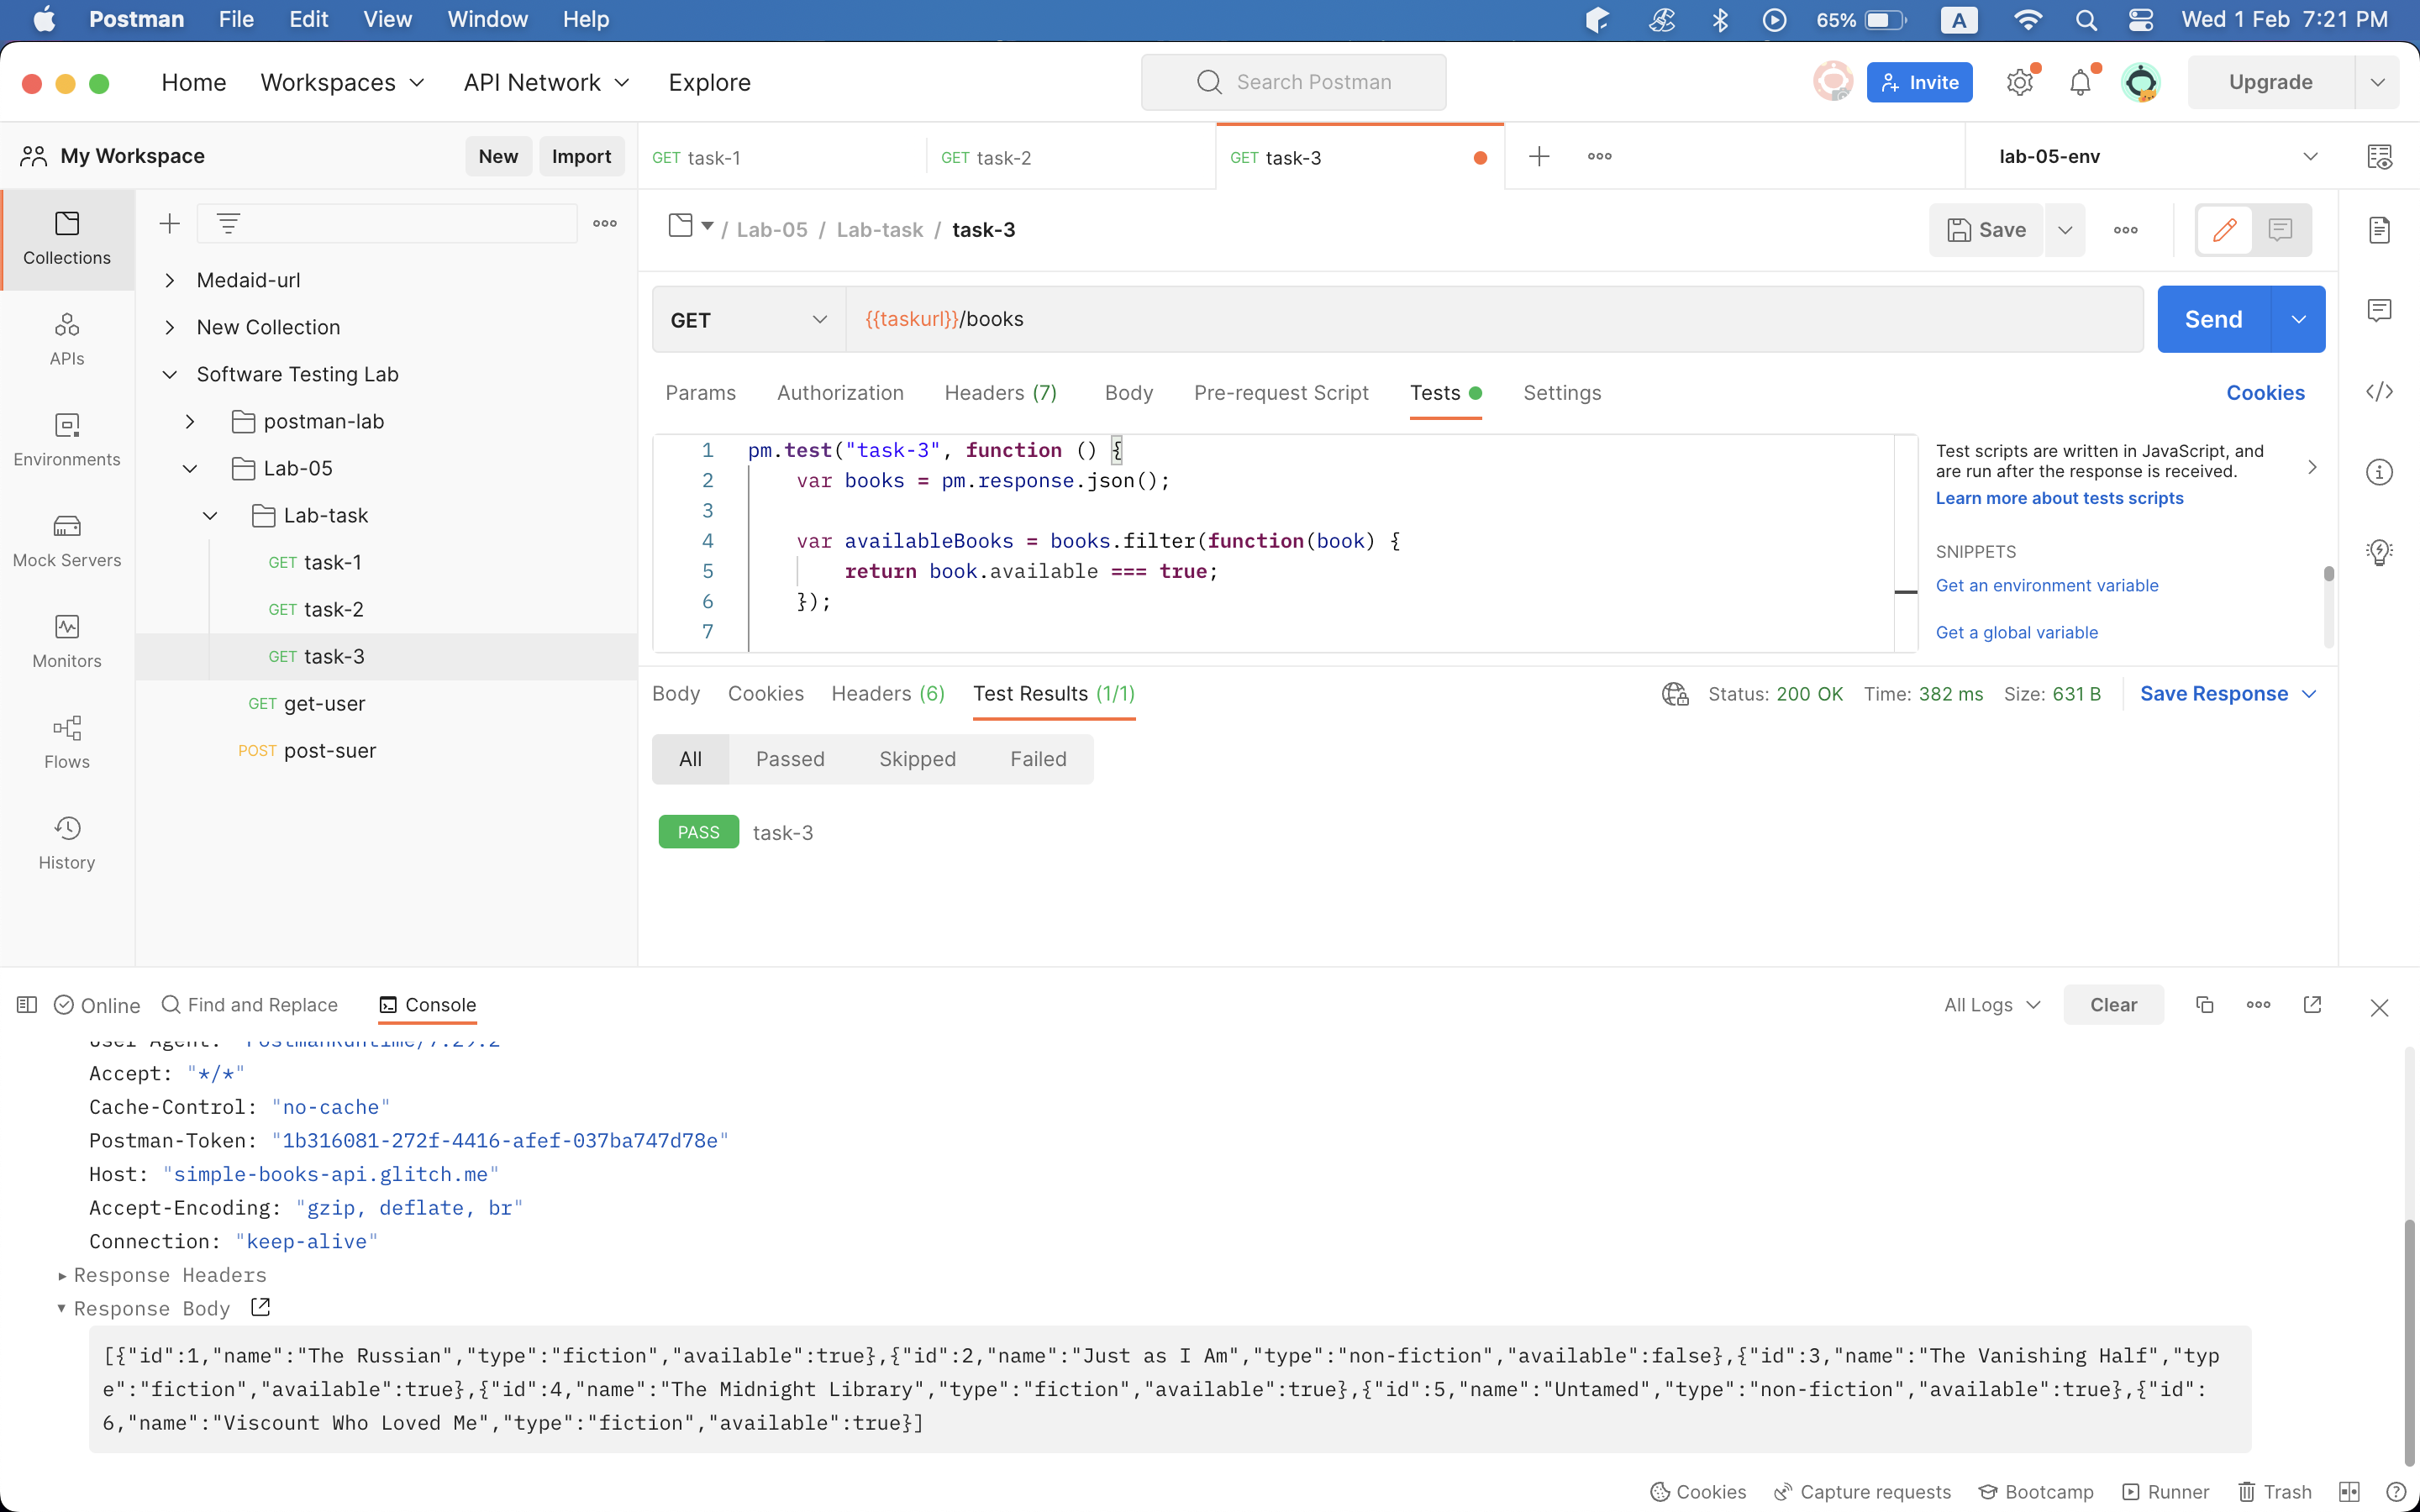 Postman File Edit View Window Help
65% A Wed 1 Feb 7:21 PM
Home Workspaces API Network Explore
Search Postman
Invite
Upgrade
My Workspace
New Import
GET task-1
GET task-2
GET task-3
lab-05-env
Collections
APIs
Environments
Mock Servers
Monitors
Flows
History
Medaid-url
New Collection
Software Testing Lab
postman-lab
Lab-05
Lab-task
GET task-1
GET task-2
GET task-3
GET get-user
POST post-suer
/ Lab-05 / Lab-task / task-3
Save
GET
{{taskurl}}/books
Send
Params Authorization Headers (7) Body Pre-request Script Tests Settings
Cookies
1 pm.test("task-3", function () {
2 var books = pm.response.json();
3
4 var availableBooks = books.filter(function(book) {
5 return book.available === true;
6 });
7
Test scripts are written in JavaScript, and
are run after the response is received.
Learn more about tests scripts
SNIPPETS
Get an environment variable
Get a global variable
Body Cookies Headers (6) Test Results (1/1)
Status: 200 OK Time: 382 ms Size: 631 B Save Response
All Passed Skipped Failed
PASS task-3
Online Find and Replace Console
All Logs Clear
User-Agent: "PostmanRuntime/7.29.2"
Accept: "*/*"
Cache-Control: "no-cache"
Postman-Token: "1b316081-272f-4416-afef-037ba747d78e"
Host: "simple-books-api.glitch.me"
Accept-Encoding: "gzip, deflate, br"
Connection: "keep-alive"
Response Headers
Response Body
[{"id":1,"name":"The Russian","type":"fiction","available":true},{"id":2,"name":"Just as I Am","type":"non-fiction","available":false},{"id":3,"name":"The Vanishing Half","typ
e":"fiction","available":true},{"id":4,"name":"The Midnight Library","type":"fiction","available":true},{"id":5,"name":"Untamed","type":"non-fiction","available":true},{"id":
6,"name":"Viscount Who Loved Me","type":"fiction","available":true}]
Cookies Capture requests Bootcamp Runner Trash